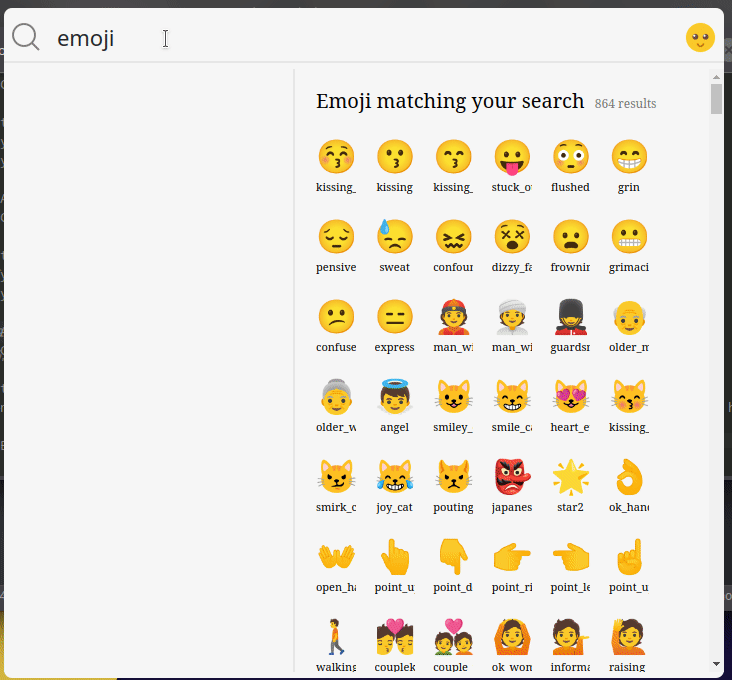 emoji
Emoji matching your search 864 results
kissing_ kissing kissing_ stuck_o flushed grin
pensive sweat confour dizzy_fa frownir grimaci
confuse express man_wi man_wi guardsr older_m
older_w angel smiley_ smile_ca heart_e kissing_
smirk_c joy_cat pouting japanes star2 ok_hand
open_ha point_u point_d point_ri point_le point_u
walking couplek couple ok_won informa raising